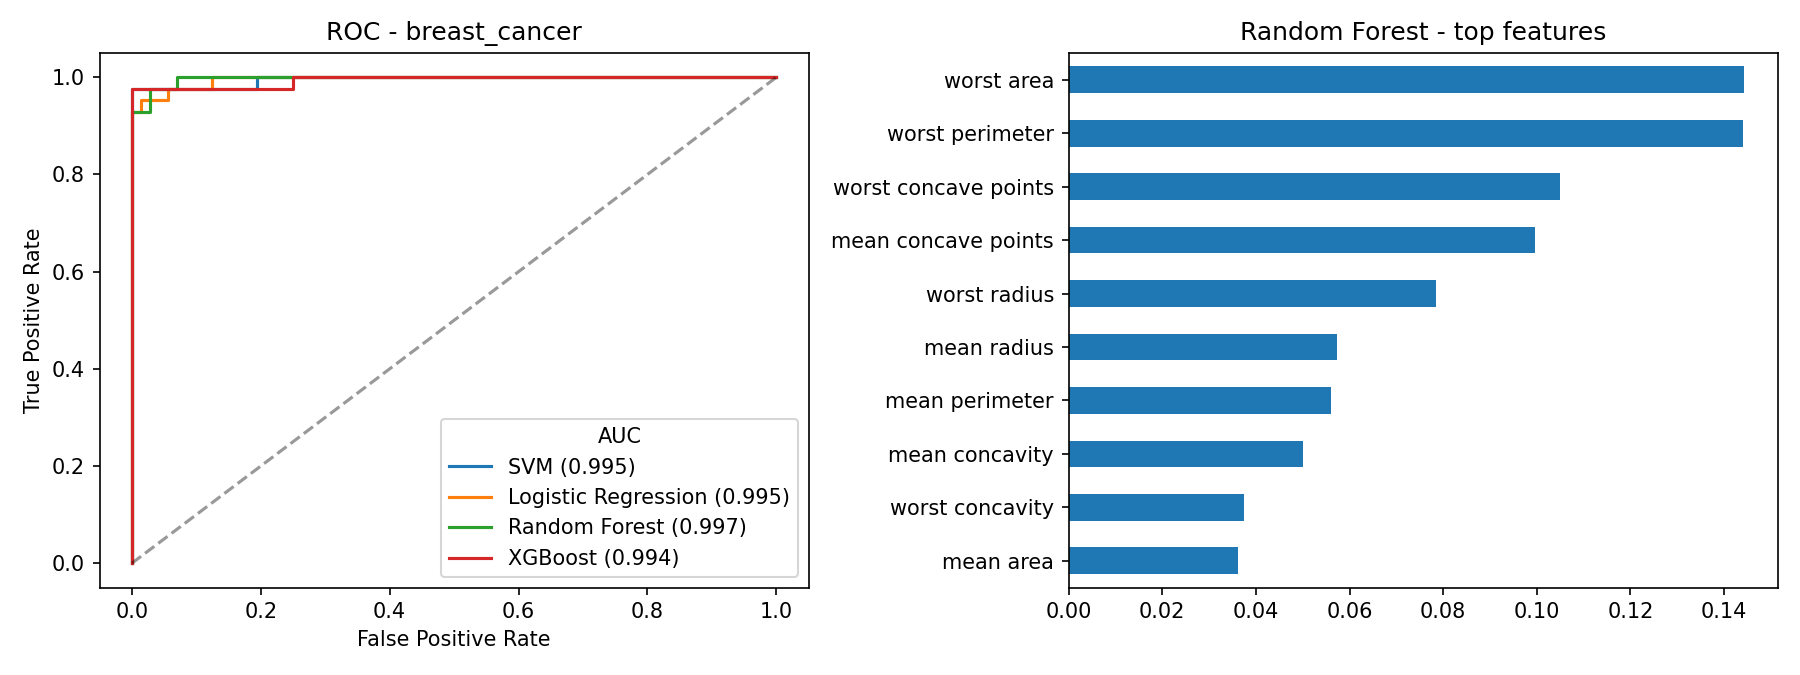 ROC - breast_cancer
True Positive Rate
1.0
0.8
0.6
0.4
0.2
0.0
AUC
SVM (0.995)
Logistic Regression (0.995)
Random Forest (0.997)
XGBoost (0.994)
0.0 0.2 0.4 0.6 0.8 1.0
False Positive Rate
Random Forest - top features
worst area
worst perimeter
worst concave points
mean concave points
worst radius
mean radius
mean perimeter
mean concavity
worst concavity
mean area
0.00 0.02 0.04 0.06 0.08 0.10 0.12 0.14